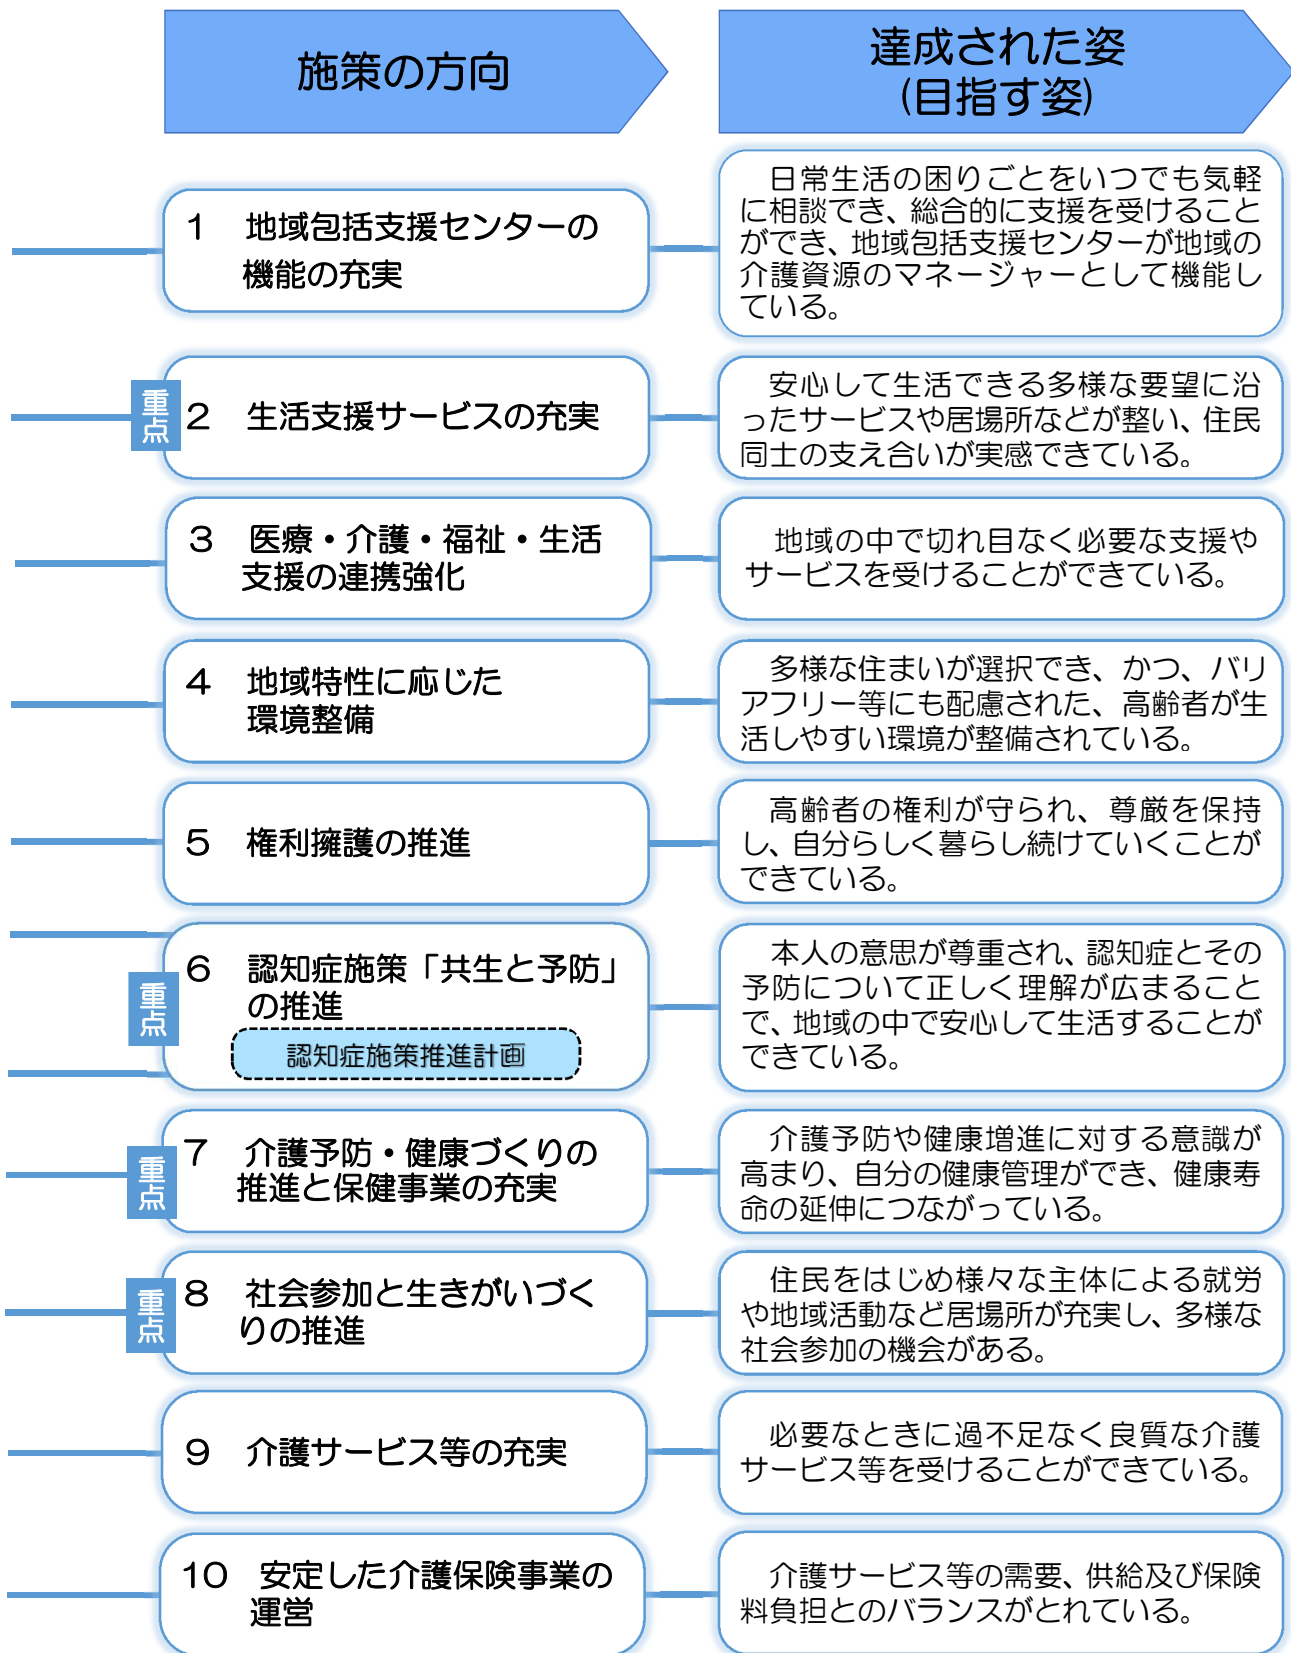 施策の方向
達成された姿
(目指す姿)
1 地域包括支援センターの
機能の充実
日常生活の困りごとをいつでも気軽
に相談でき、総合的に支援を受けること
ができ、地域包括支援センターが地域の
介護資源のマネージャーとして機能し
ている。
重点
2 生活支援サービスの充実
安心して生活できる多様な要望に沿
ったサービスや居場所などが整い、住民
同士の支え合いが実感できている。
3 医療・介護・福祉・生活
支援の連携強化
地域の中で切れ目なく必要な支援や
サービスを受けることができている。
4 地域特性に応じた
環境整備
多様な住まいが選択でき、かつ、バリ
アフリー等にも配慮された、高齢者が生
活しやすい環境が整備されている。
5 権利擁護の推進
高齢者の権利が守られ、尊厳を保持
し、自分らしく暮らし続けていくことが
できている。
重点
6 認知症施策「共生と予防」
の推進
認知症施策推進計画
本人の意思が尊重され、認知症とその
予防について正しく理解が広まること
で、地域の中で安心して生活することが
できている。
重点
7 介護予防・健康づくりの
推進と保健事業の充実
介護予防や健康増進に対する意識が
高まり、自分の健康管理ができ、健康寿
命の延伸につながっている。
重点
8 社会参加と生きがいづく
りの推進
住民をはじめ様々な主体による就労
や地域活動など居場所が充実し、多様な
社会参加の機会がある。
9 介護サービス等の充実
必要なときに過不足なく良質な介護
サービス等を受けることができている。
10 安定した介護保険事業の
運営
介護サービス等の需要、供給及び保険
料負担とのバランスがとれている。